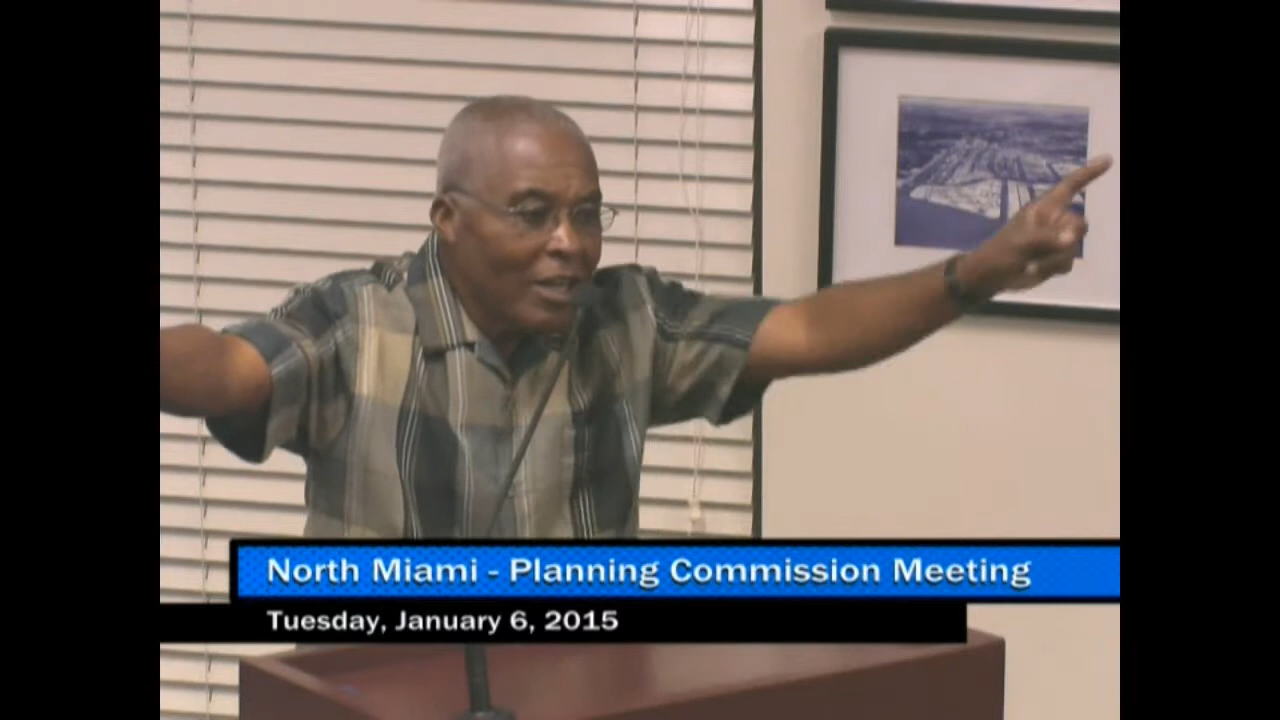 North Miami - Planning Commission Meeting
Tuesday, January 6, 2015